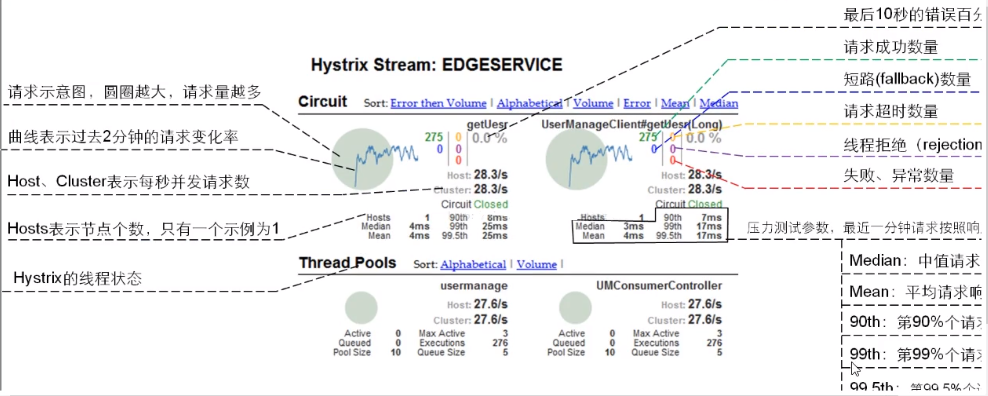 最后10秒的错误百分
请求成功数量
Hystrix Stream: EDGESERVICE
短路(fallback)数量
请求示意图，圆圈越大，请求量越多
Circuit Sort: Error then Volume | Alphabetical | Volume | Error | Mean | Median
请求超时数量
曲线表示过去2分钟的请求变化率
线程拒绝（rejection
失败、异常数量
Host、Cluster表示每秒并发请求数
Hosts表示节点个数，只有一个示例为1
Hystrix的线程状态
getUesr
275 0 0.0 %
0 0
0
Host: 28.3/s
Cluster: 28.3/s
Circuit Closed
Hosts 1 90th 8ms
Median 4ms 99th 25ms
Mean 4ms 99.5th 25ms
UserManageClient#getUesr(Long)
275 0 0.0 %
0 0
0
Host: 28.3/s
Cluster: 28.3/s
Circuit Closed
Hosts 1 90th 7ms
Median 3ms 99th 17ms
Mean 4ms 99.5th 17ms
压力测试参数，最近一分钟请求按照响
Median：中值请求
Mean：平均请求响
90th：第90%个请求
99th：第99%个请求
99.5th：第99.5%个
Thread Pools Sort: Alphabetical | Volume |
usermanage
Host: 27.6/s
Cluster: 27.6/s
Active 0 Max Active 3
Queued 0 Executions 276
Pool Size 10 Queue Size 5
UMConsumerController
Host: 27.6/s
Cluster: 27.6/s
Active 0 Max Active 3
Queued 0 Executions 276
Pool Size 10 Queue Size 5